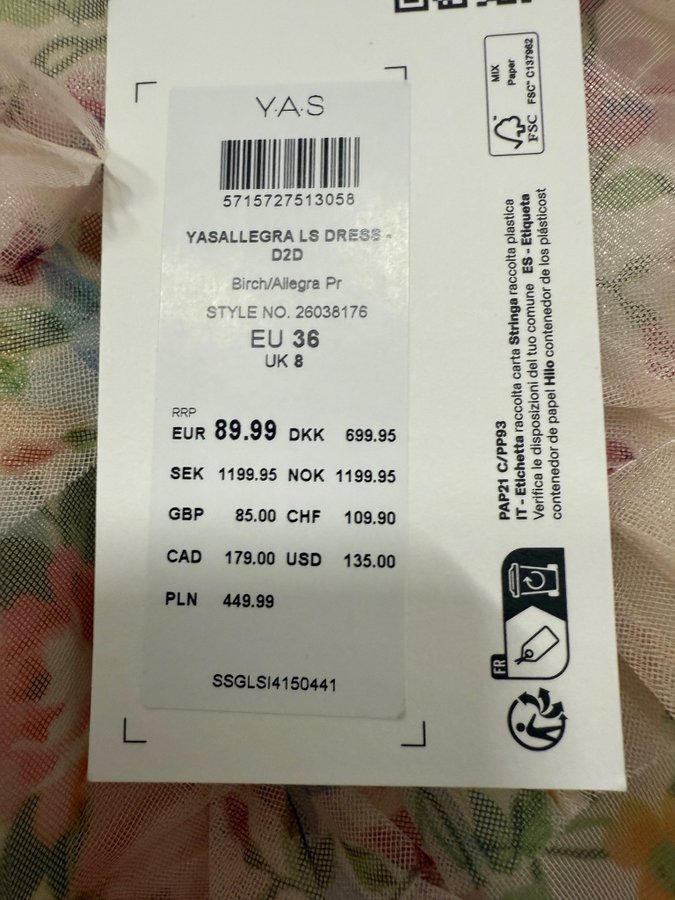 Y.A.S
5715727513058
YASALLEGRA LS DRESS -
D2D
Birch/Allegra Pr
STYLE NO. 26038176
EU 36
UK 8
RRP
EUR 89.99 DKK 699.95
SEK 1199.95 NOK 1199.95
GBP 85.00 CHF 109.90
CAD 179.00 USD 135.00
PLN 449.99
SSGLSI4150441
MIX
Paper
FSC™ C137962
FSC
PAP21 C/PP93
IT - Etichetta raccolta carta Stringa raccolta plastica
Verifica le disposizioni del tuo comune ES - Etiqueta
contenedor de papel Hilo contenedor de los plásticost
FR